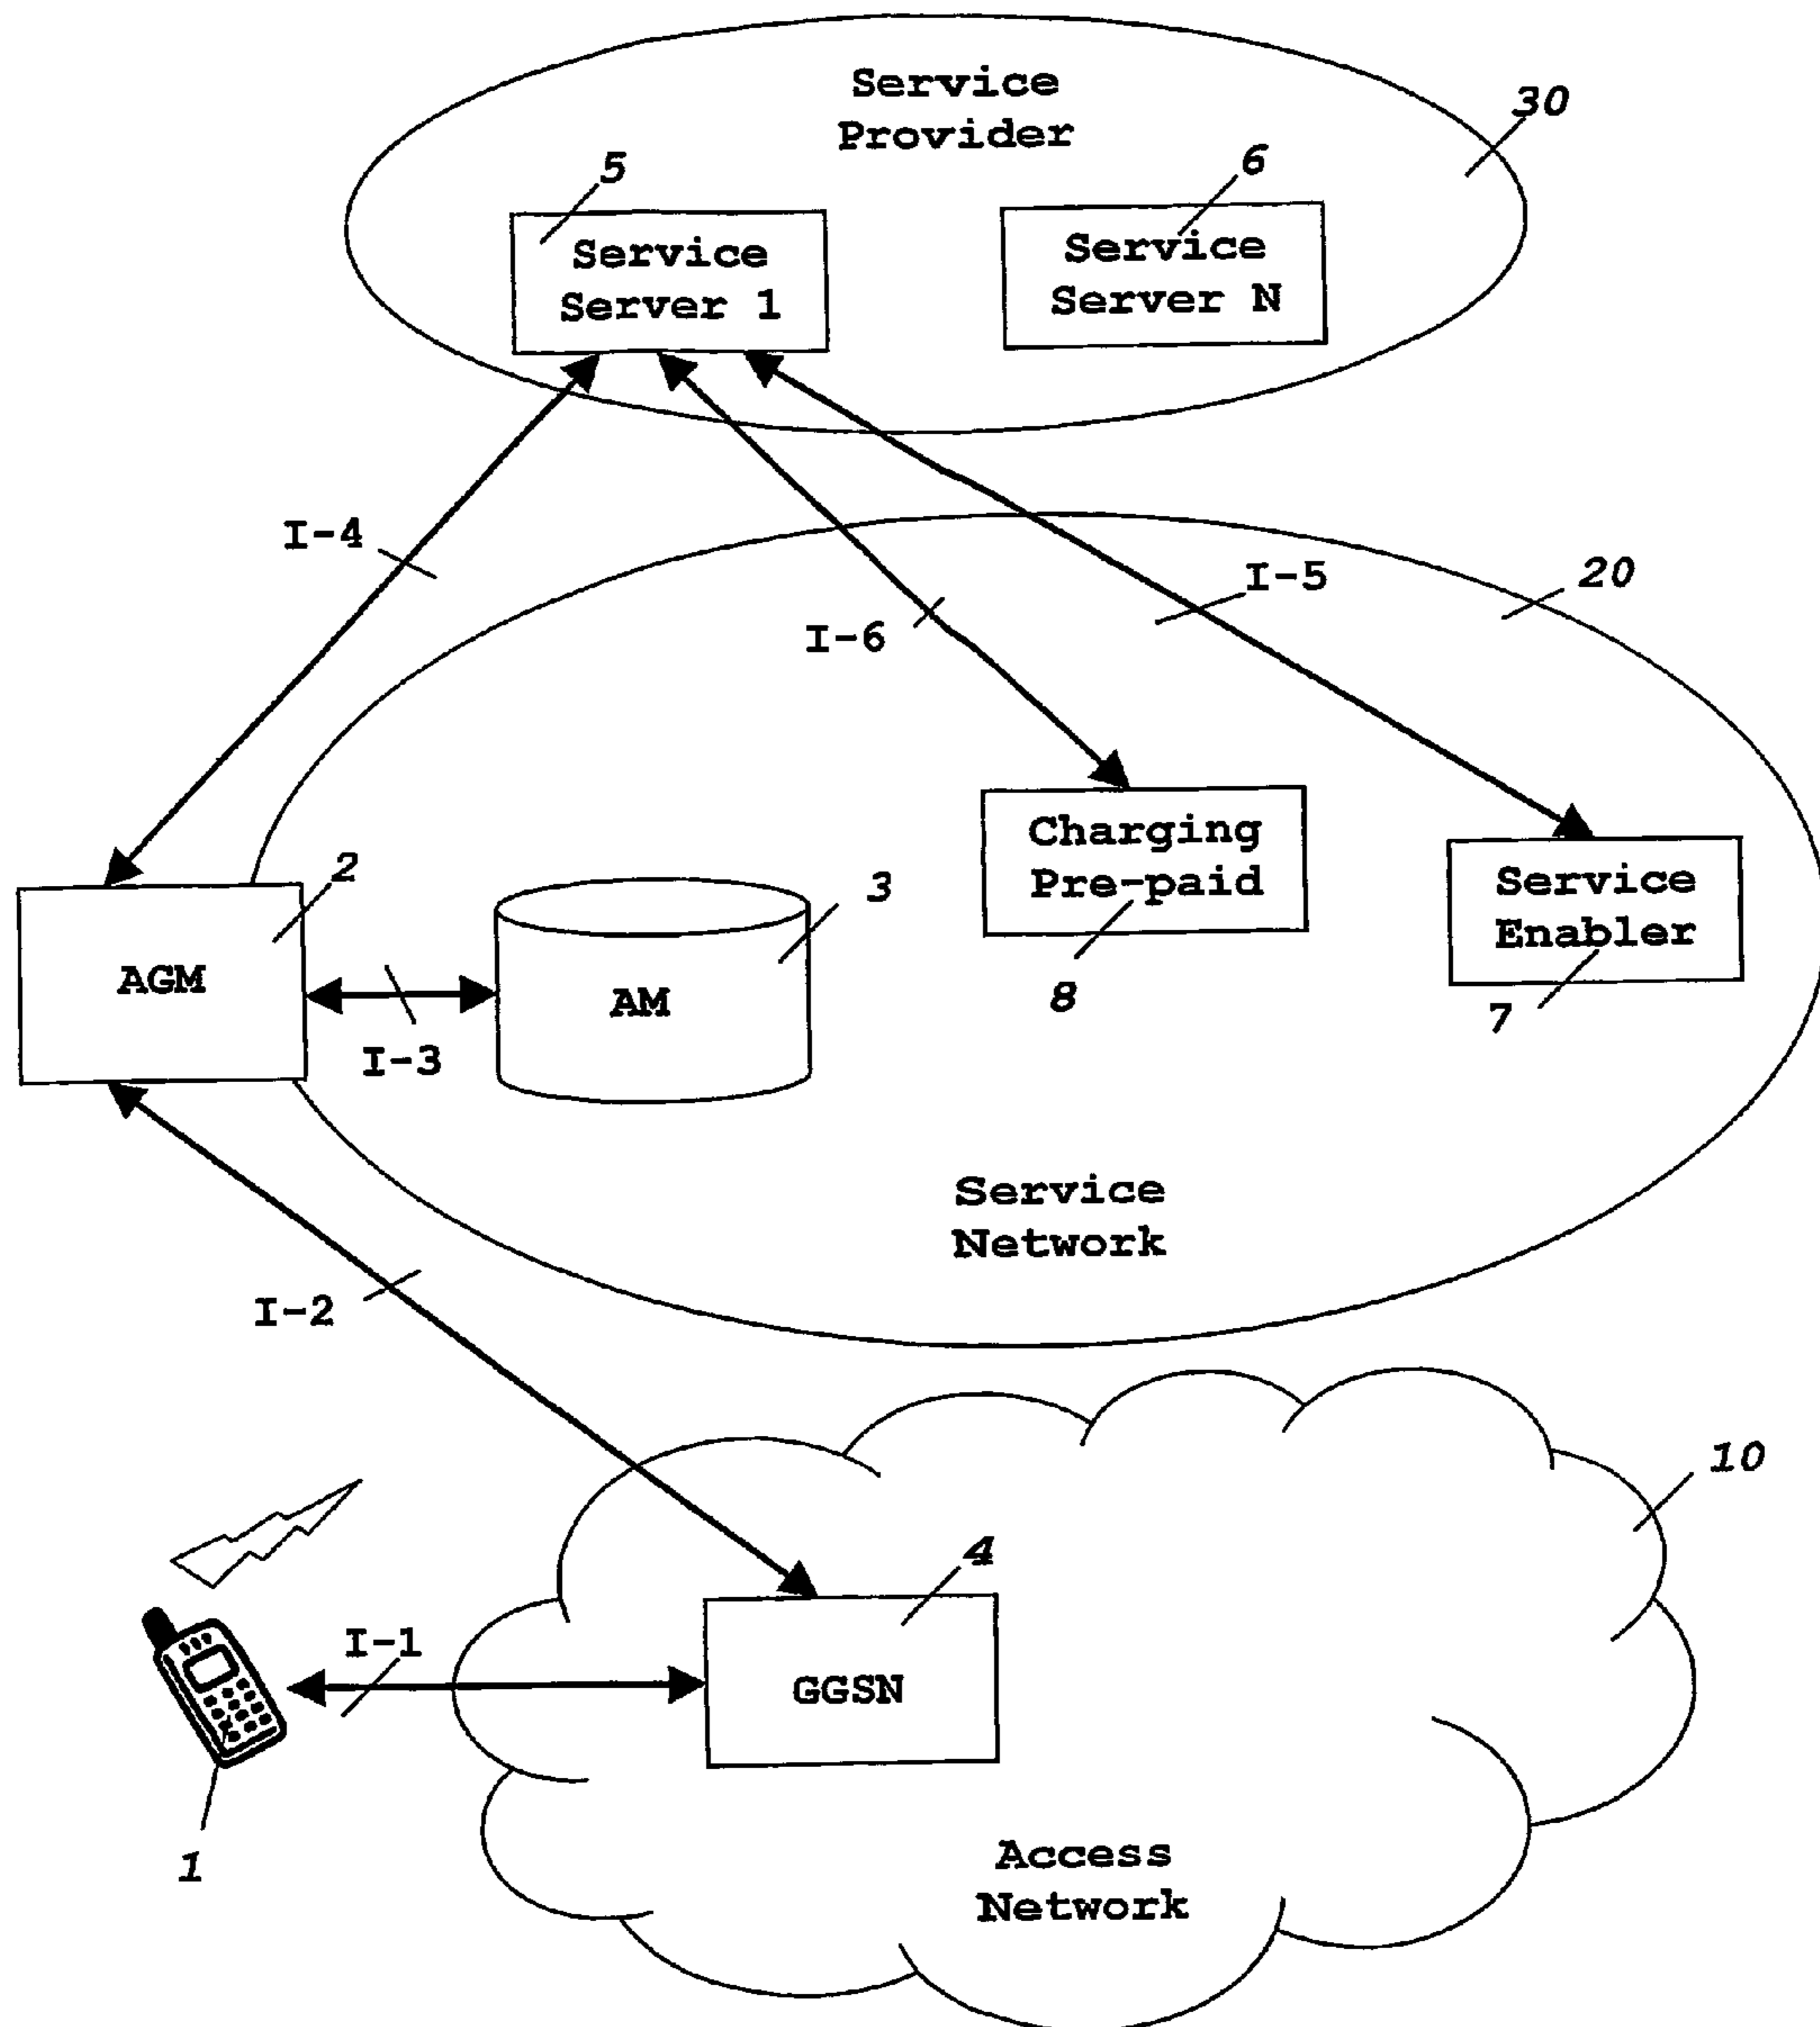 Service
Provider
30
5
6
Service
Server 1
Service
Server N
I-4
I-5
20
I-6
2
3
Charging
Pre-paid
Service
Enabler
AGM
AM
8
7
I-3
Service
Network
I-2
10
4
I-1
GGSN
1
Access
Network